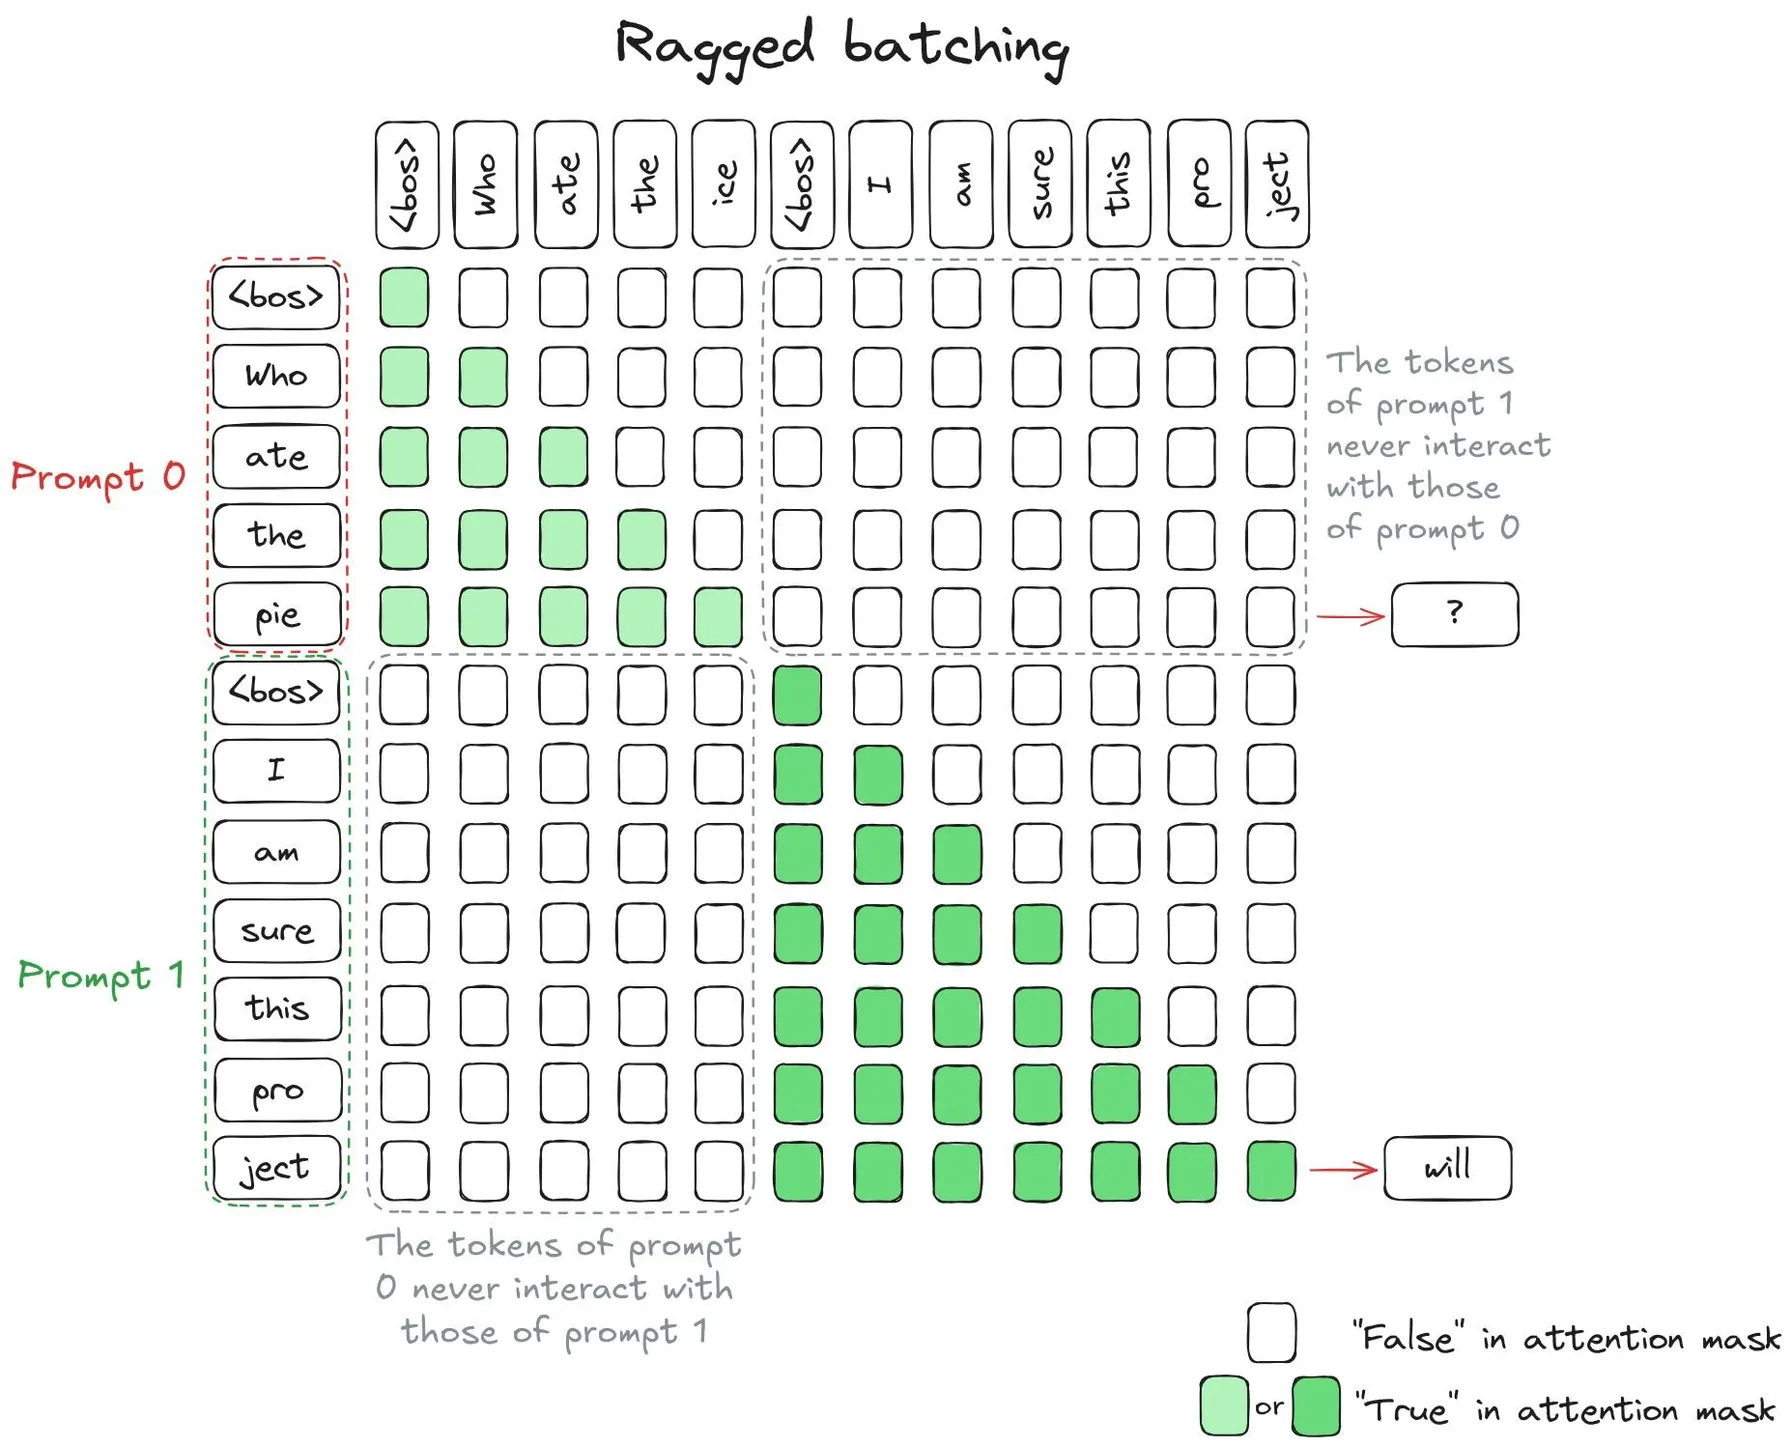 Ragged batching
<bos> Who ate the ice <bos> I am sure this pro ject
<bos>
Who
ate
the
pie
Prompt 0
The tokens
of prompt 1
never interact
with those
of prompt 0
?
<bos>
I
am
sure
this
pro
ject
Prompt 1
will
The tokens of prompt
0 never interact with
those of prompt 1
"False" in attention mask
or "True" in attention mask